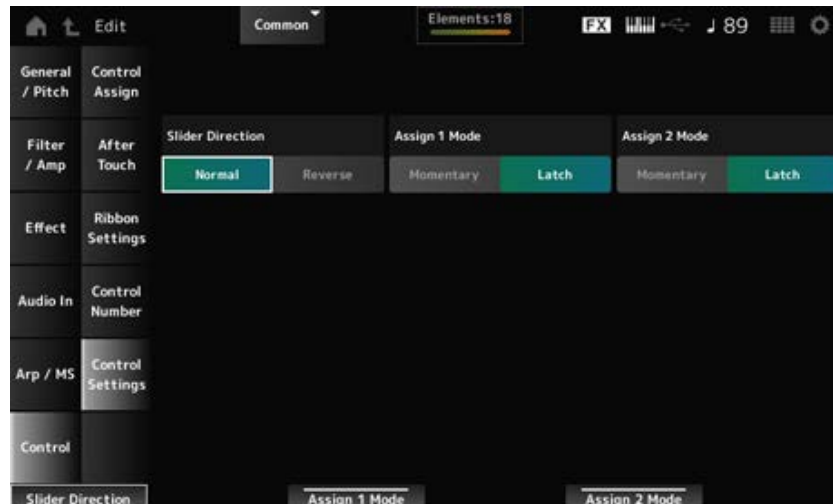 Edit
Common
Elements:18
FX
♩ 89
General
/ Pitch
Control
Assign
Filter
/ Amp
After
Touch
Slider Direction
Normal
Reverse
Assign 1 Mode
Momentary
Latch
Assign 2 Mode
Momentary
Latch
Effect
Ribbon
Settings
Audio In
Control
Number
Arp / MS
Control
Settings
Control
Slider Direction
Assign 1 Mode
Assign 2 Mode